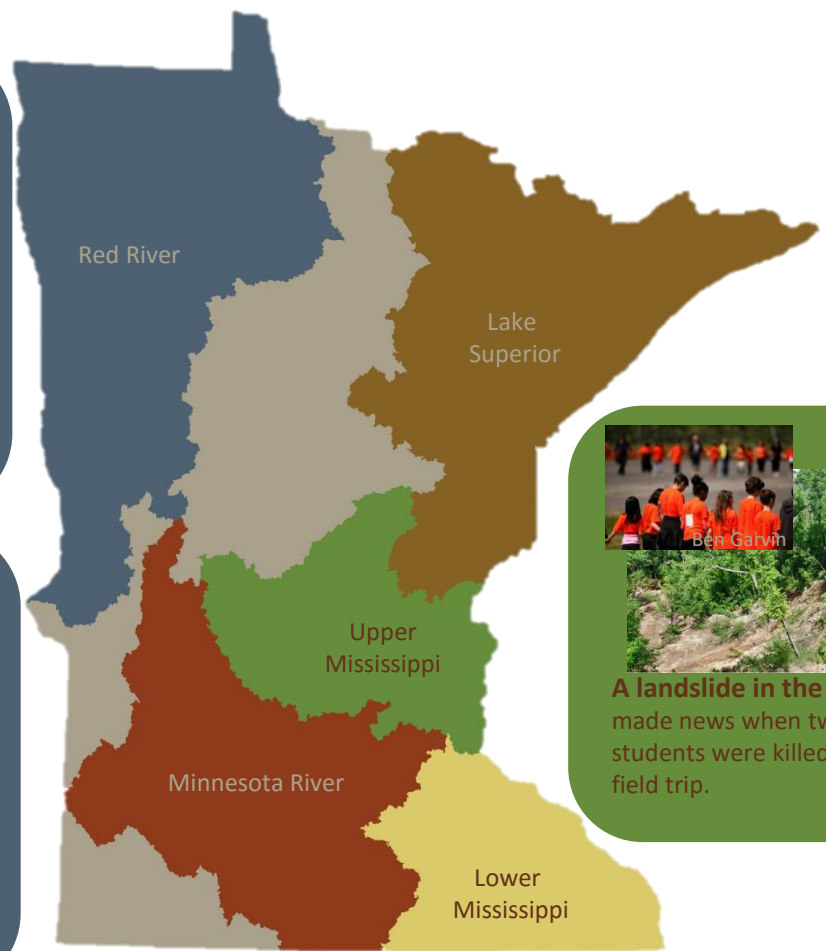 Red River
Lake
Superior
Ben Garvin
Upper
Mississippi
A landslide in the
made news when tw
students were killed
field trip.
Minnesota River
Lower
Mississippi